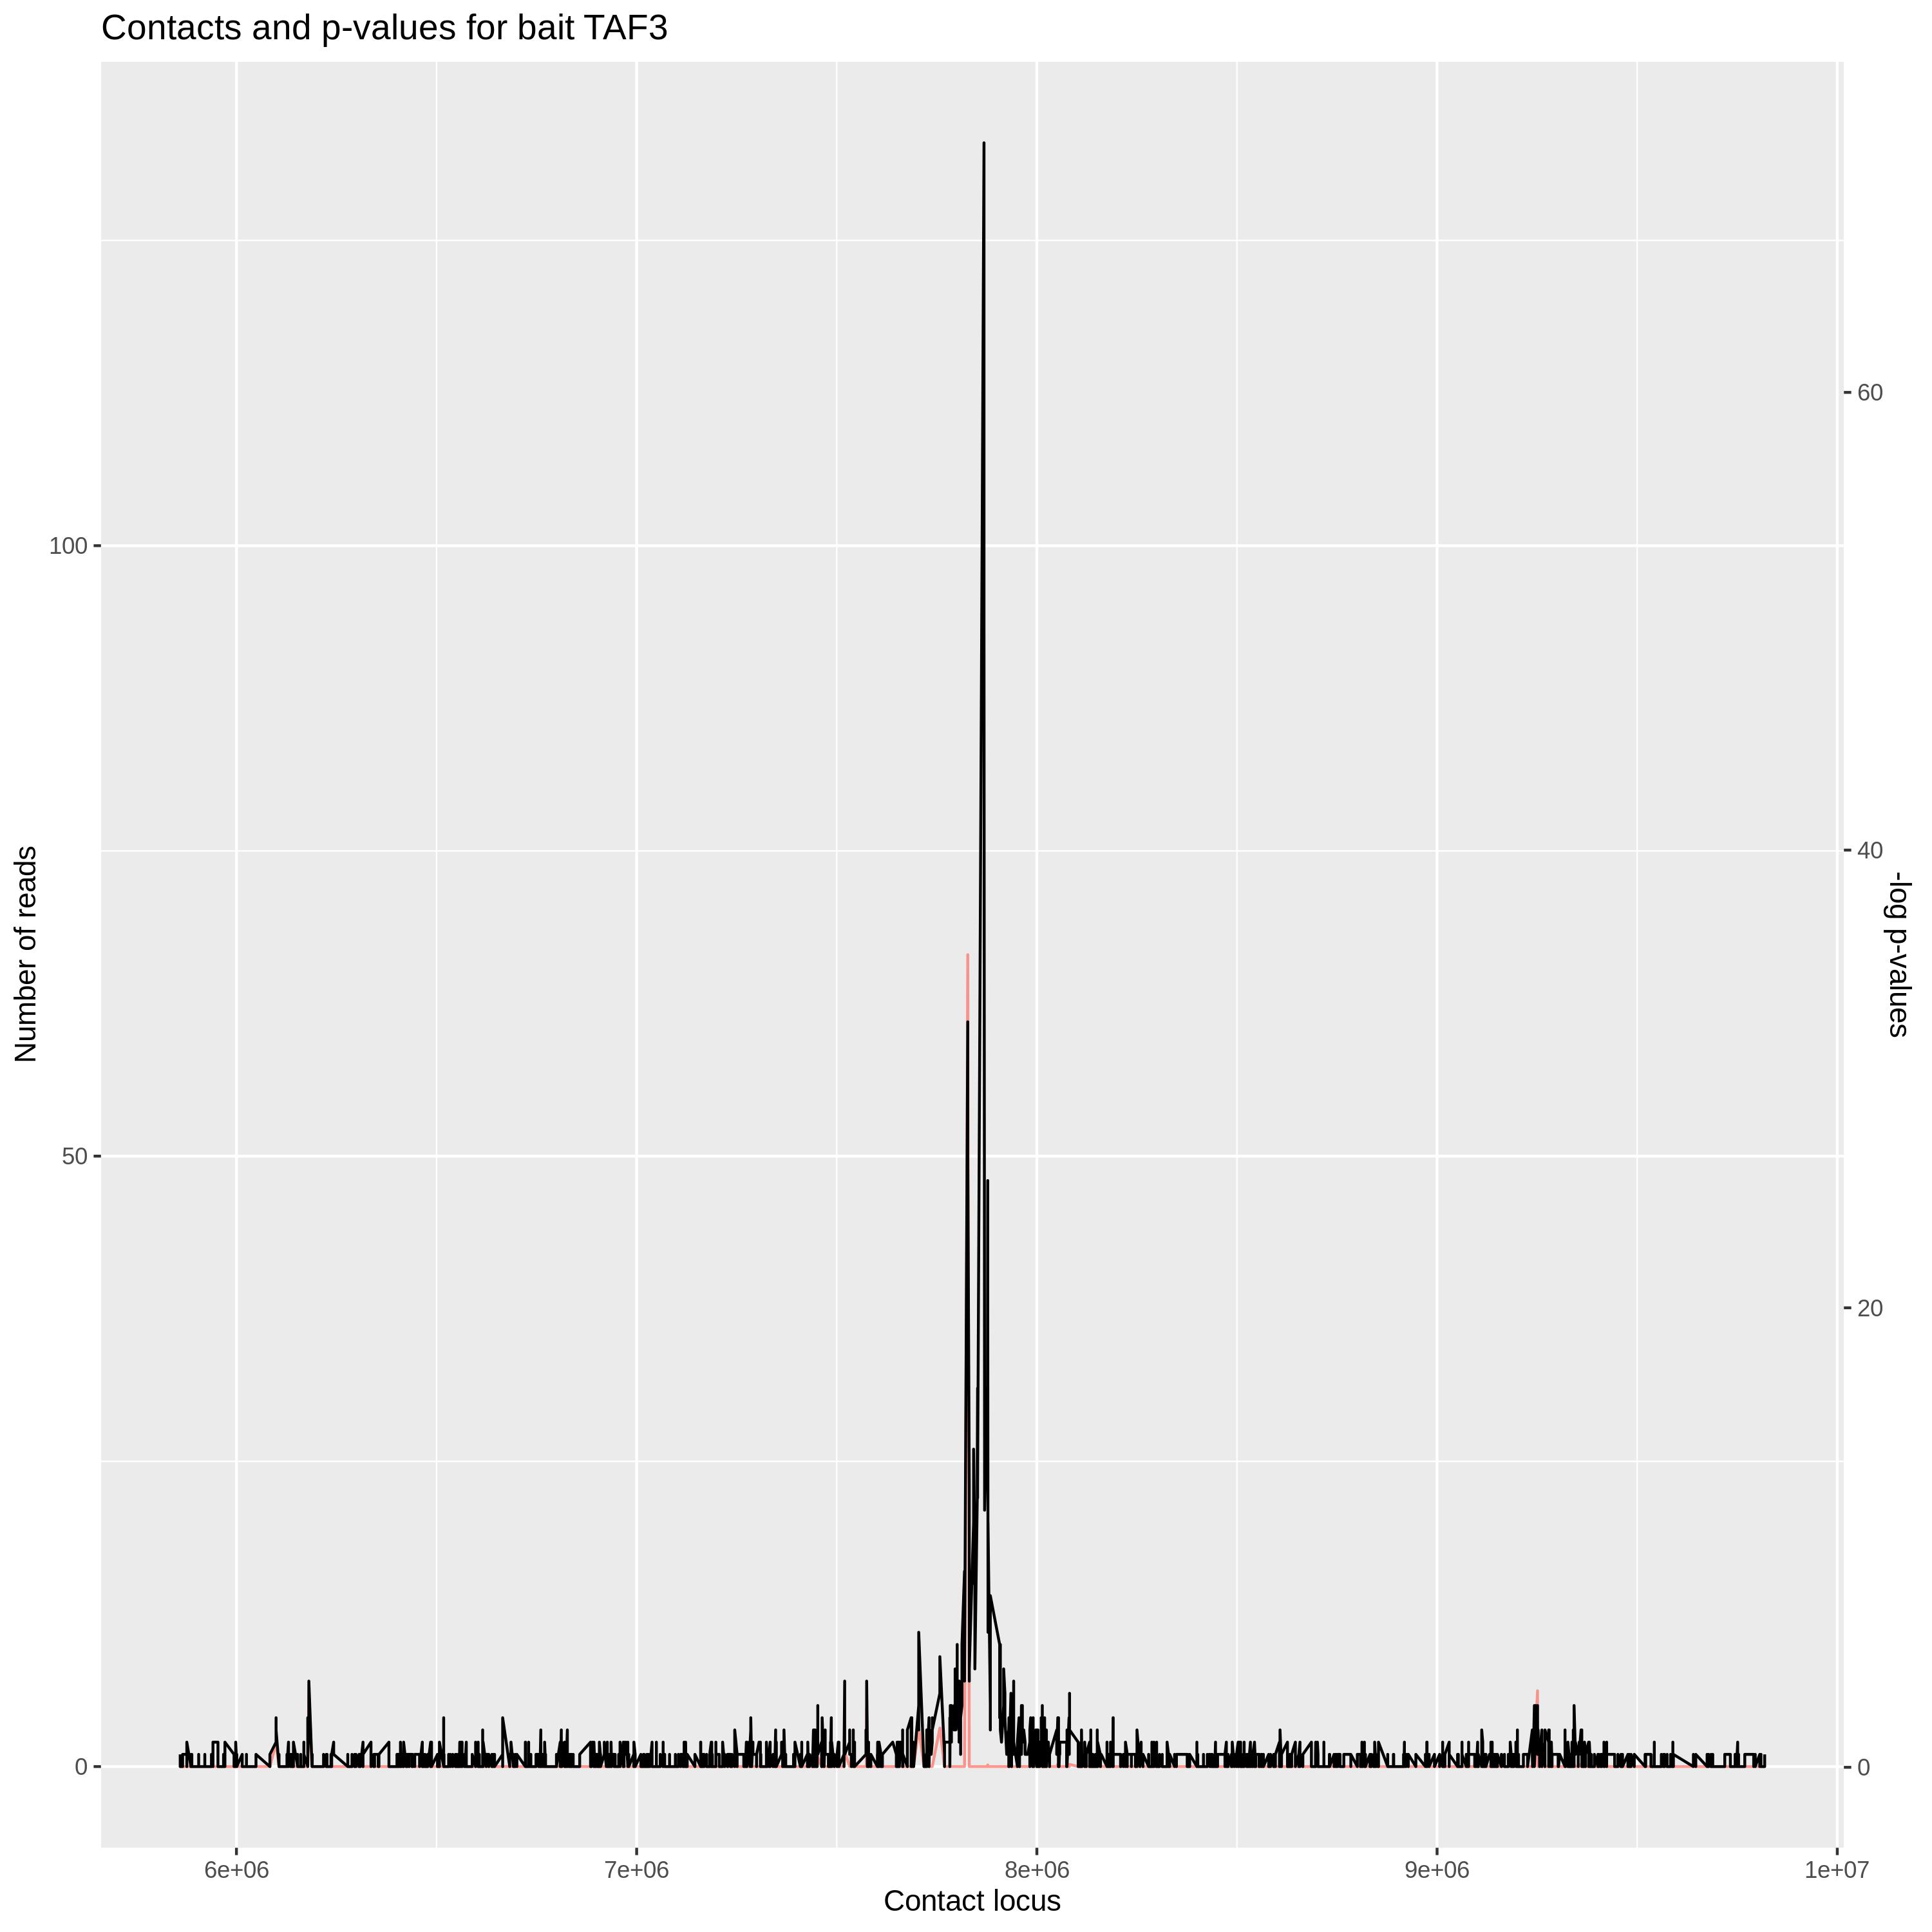 Contacts and p-values for bait TAF3
Number of reads
100
50
0
60
40
20
0
-log p-values
6e+06
7e+06
8e+06
9e+06
1e+07
Contact locus